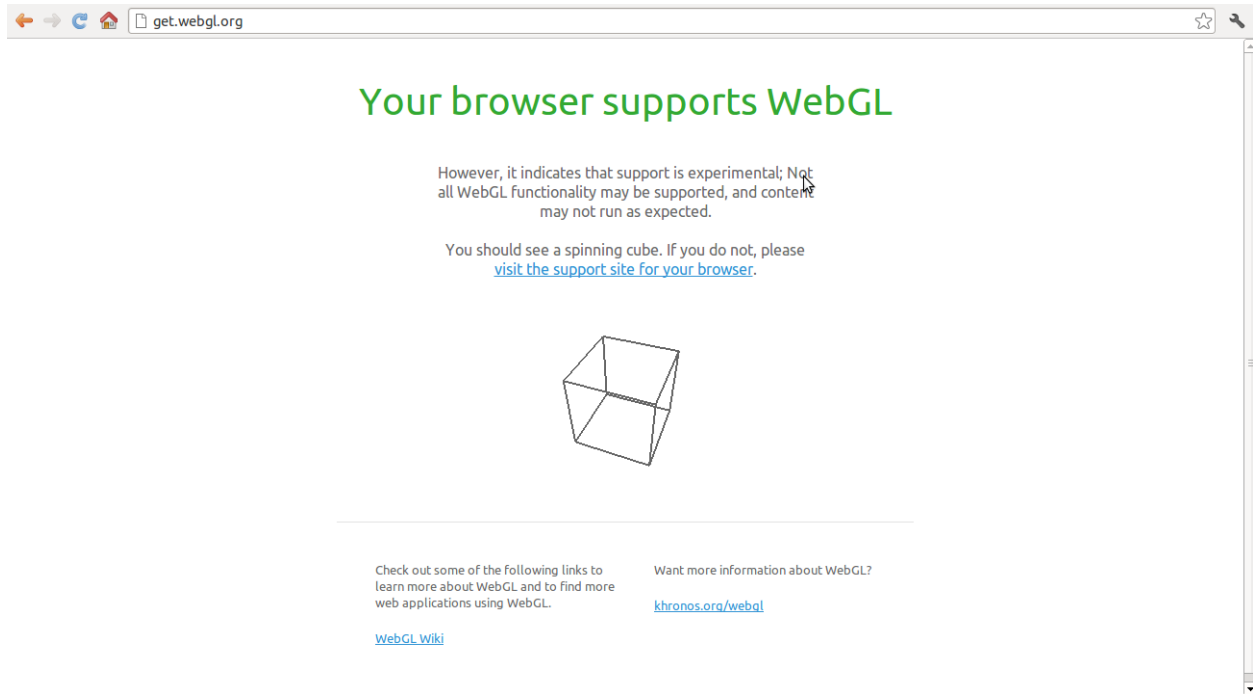 get.webgl.org
Your browser supports WebGL
However, it indicates that support is experimental; Not
all WebGL functionality may be supported, and content
may not run as expected.
You should see a spinning cube. If you do not, please
visit the support site for your browser.
Check out some of the following links to
learn more about WebGL and to find more
web applications using WebGL.
WebGL Wiki
Want more information about WebGL?
khronos.org/webgl